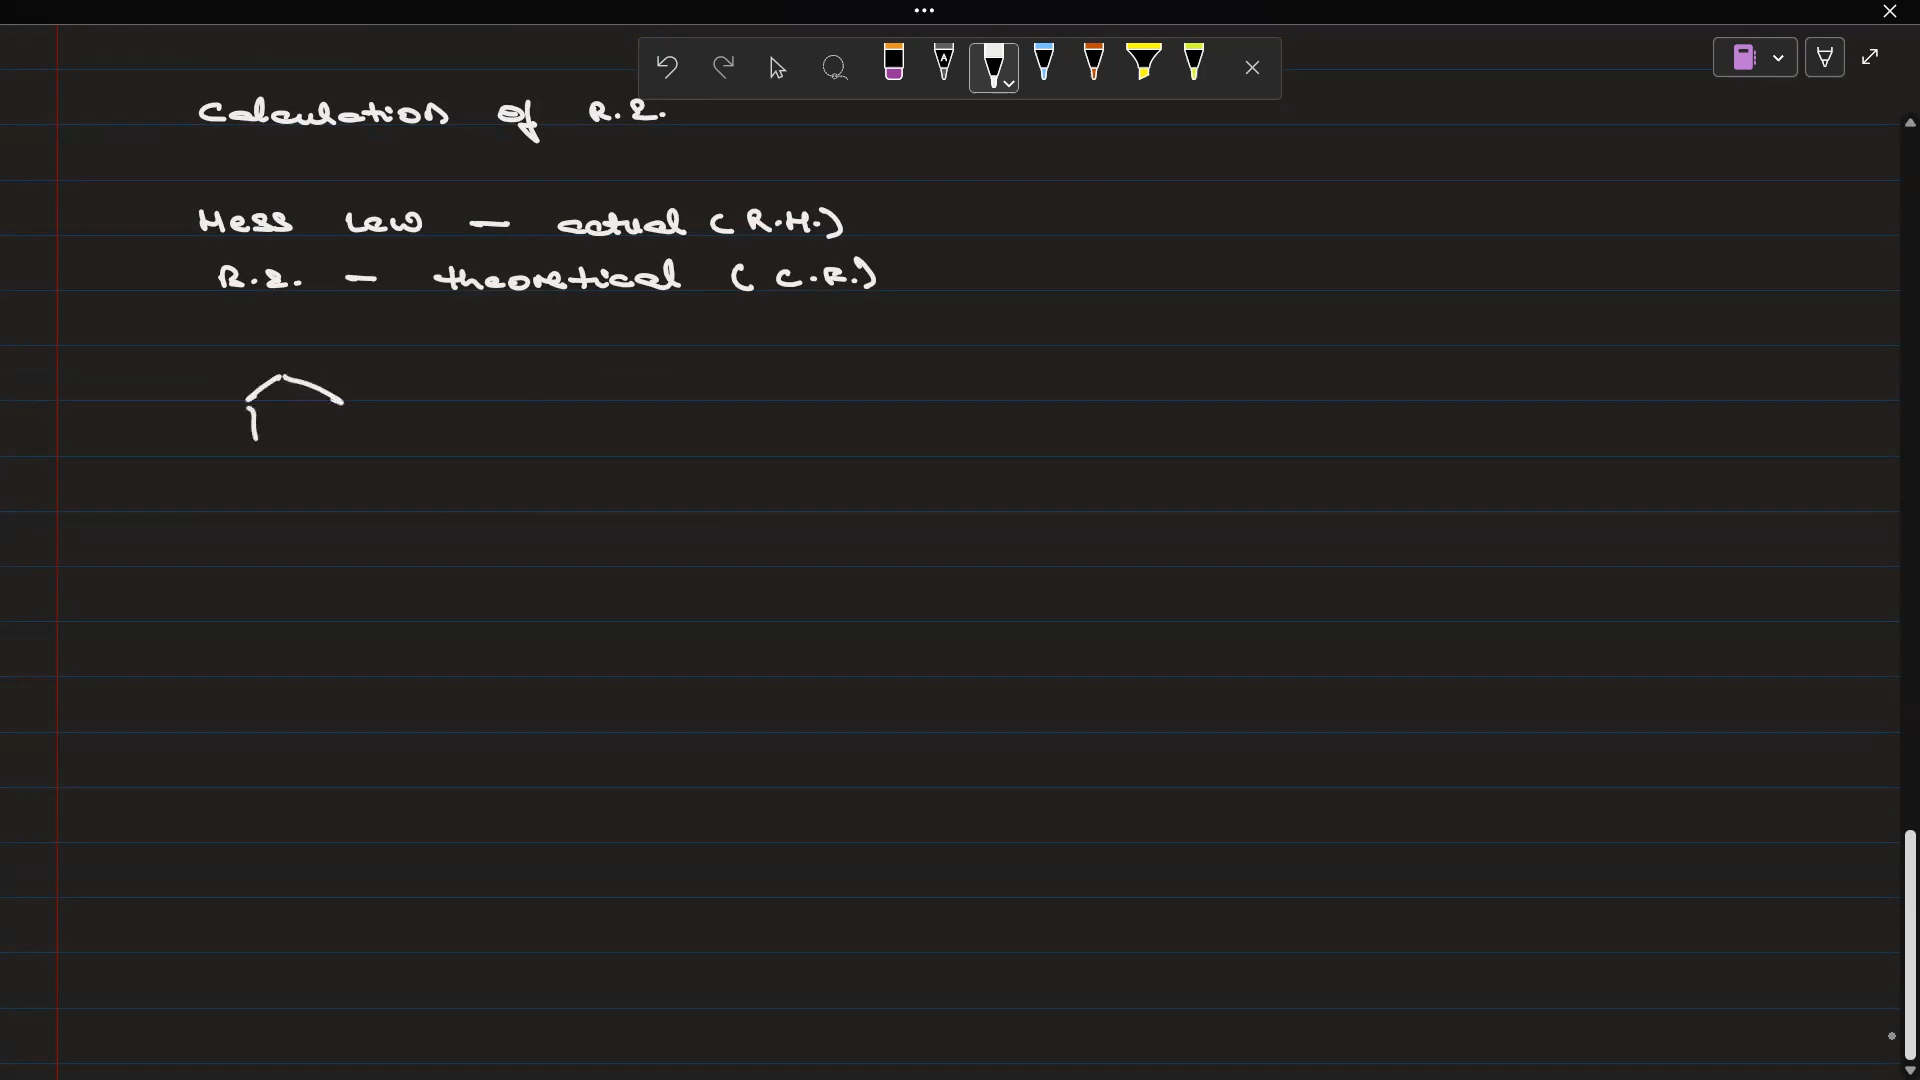 Calculation of R.E.
Hess Law — actual (R.H.)
R.E. — theoretical (C.R.)